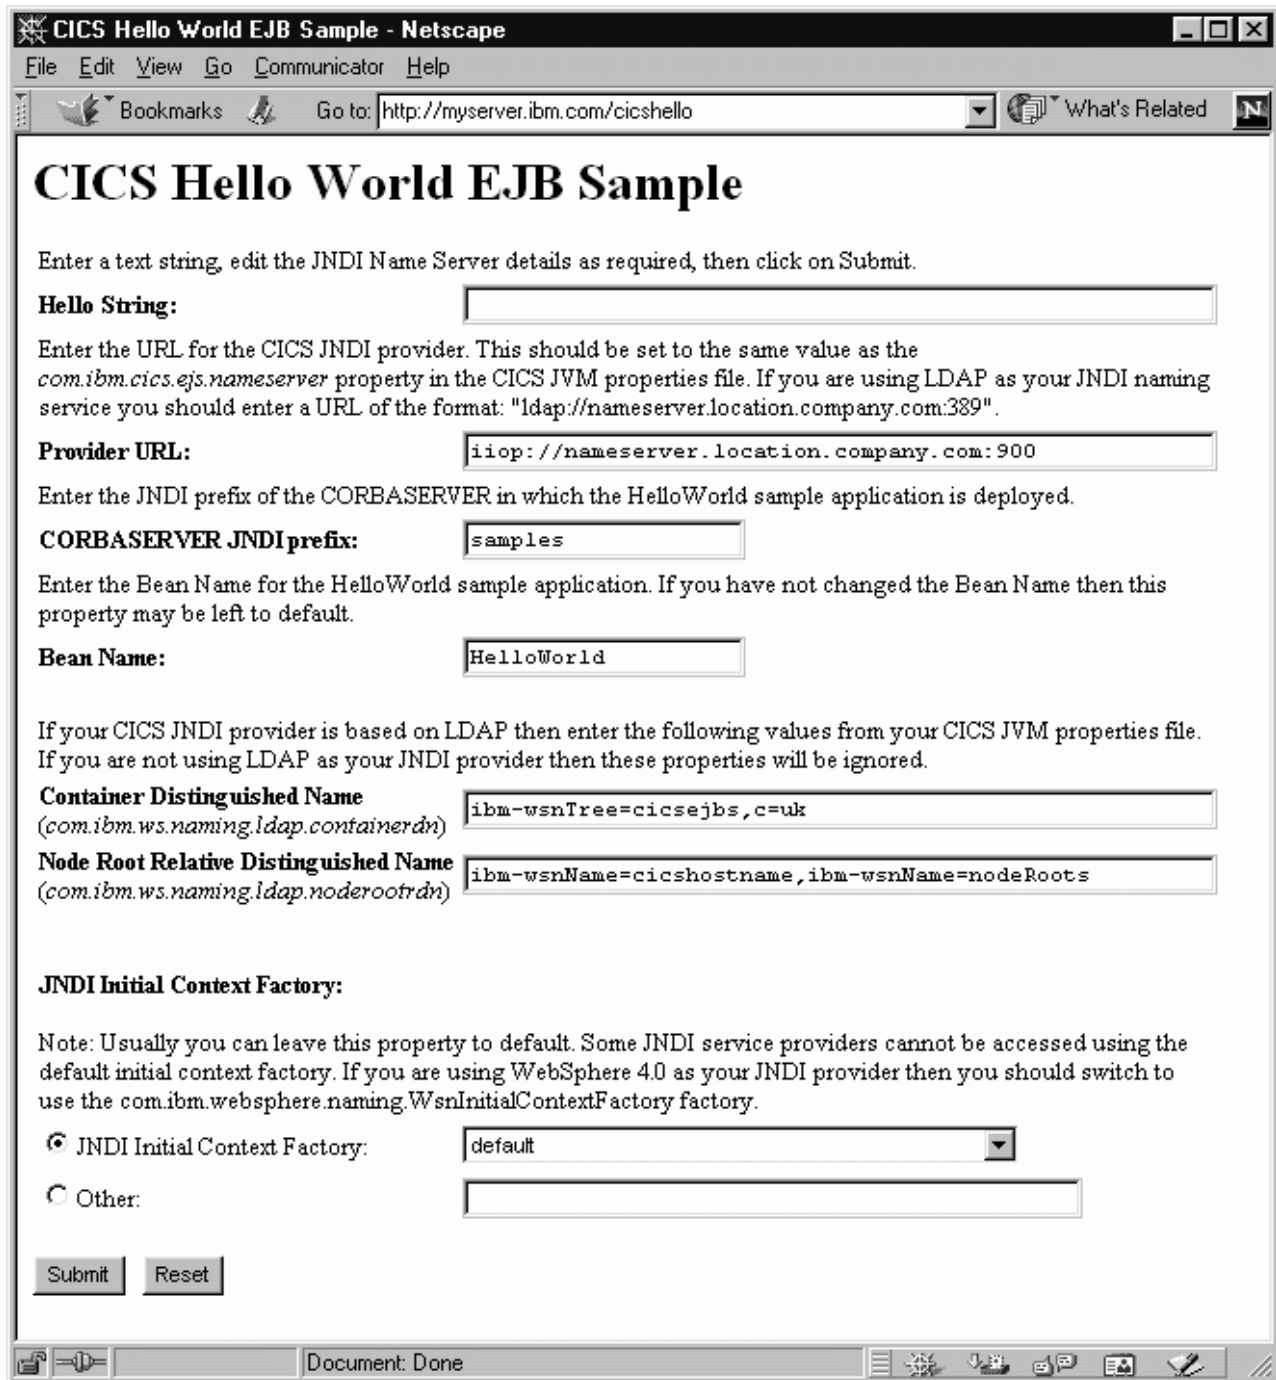 CICS Hello World EJB Sample - Netscape
File Edit View Go Communicator Help
Bookmarks Go to: http://myserver.ibm.com/cicshello What's Related N
CICS Hello World EJB Sample
Enter a text string, edit the JNDI Name Server details as required, then click on Submit.
Hello String:
Enter the URL for the CICS JNDI provider. This should be set to the same value as the
com.ibm.cics.ejs.nameserver property in the CICS JVM properties file. If you are using LDAP as your JNDI naming
service you should enter a URL of the format: "ldap://nameserver.location.company.com:389".
Provider URL: iiop://nameserver.location.company.com:900
Enter the JNDI prefix of the CORBASERVER in which the HelloWorld sample application is deployed.
CORBASERVER JNDI prefix: samples
Enter the Bean Name for the HelloWorld sample application. If you have not changed the Bean Name then this
property may be left to default.
Bean Name: HelloWorld
If your CICS JNDI provider is based on LDAP then enter the following values from your CICS JVM properties file.
If you are not using LDAP as your JNDI provider then these properties will be ignored.
Container Distinguished Name
(com.ibm.ws.naming.ldap.containerdn) ibm-wsnTree=cicsejbs,c=uk
Node Root Relative Distinguished Name
(com.ibm.ws.naming.ldap.noderootrdn) ibm-wsnName=cicshostname,ibm-wsnName=nodeRoots
JNDI Initial Context Factory:
Note: Usually you can leave this property to default. Some JNDI service providers cannot be accessed using the
default initial context factory. If you are using WebSphere 4.0 as your JNDI provider then you should switch to
use the com.ibm.websphere.naming.WsnInitialContextFactory factory.
JNDI Initial Context Factory: default
Other:
Submit Reset
Document: Done